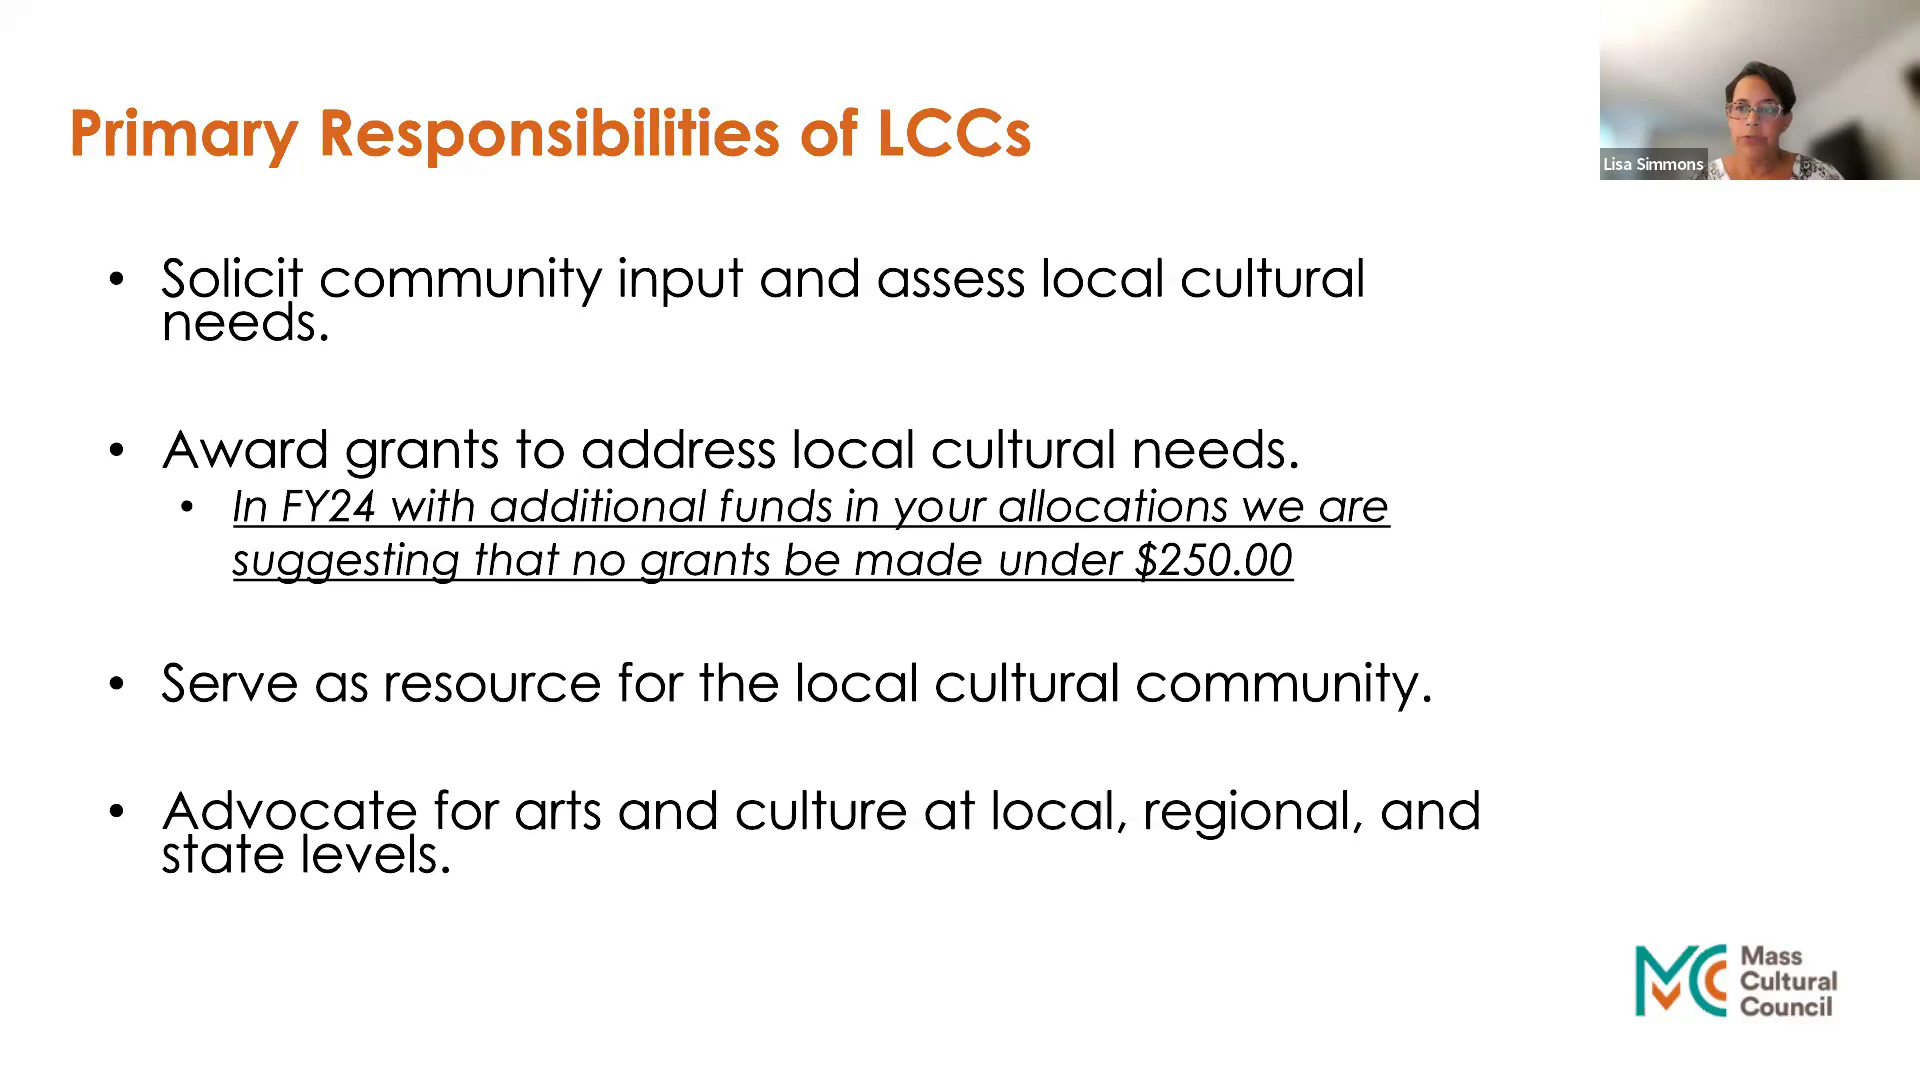 Primary Responsibilities of LCCs
Lisa Simmons
• Solicit community input and assess local cultural
needs.
• Award grants to address local cultural needs.
• In FY24 with additional funds in your allocations we are
suggesting that no grants be made under $250.00
• Serve as resource for the local cultural community.
• Advocate for arts and culture at local, regional, and
state levels.
MCC
Mass
Cultural
Council